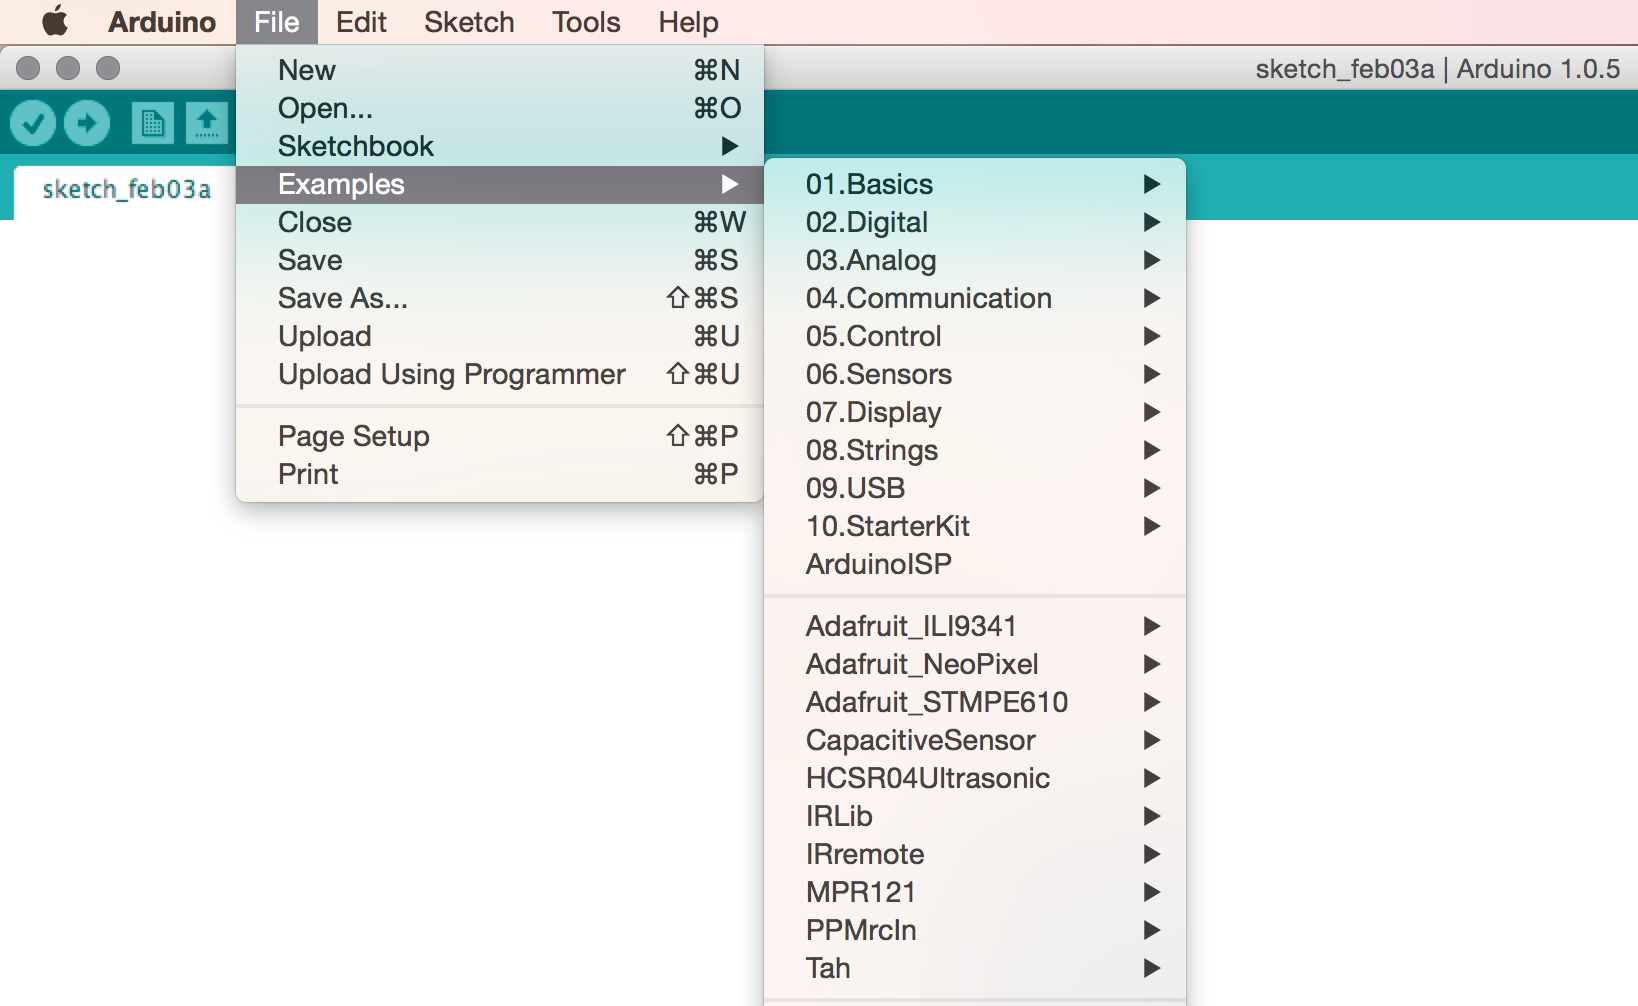 Arduino File Edit Sketch Tools Help
sketch_feb03a | Arduino 1.0.5
sketch_feb03a
New ⌘N
Open... ⌘O
Sketchbook ▶
Examples ▶
Close ⌘W
Save ⌘S
Save As... ⇧⌘S
Upload ⌘U
Upload Using Programmer ⇧⌘U
Page Setup ⇧⌘P
Print ⌘P
01.Basics ▶
02.Digital ▶
03.Analog ▶
04.Communication ▶
05.Control ▶
06.Sensors ▶
07.Display ▶
08.Strings ▶
09.USB ▶
10.StarterKit ▶
ArduinoISP
Adafruit_ILI9341 ▶
Adafruit_NeoPixel ▶
Adafruit_STMPE610 ▶
CapacitiveSensor ▶
HCSR04Ultrasonic ▶
IRLib ▶
IRremote ▶
MPR121 ▶
PPMrcIn ▶
Tah ▶